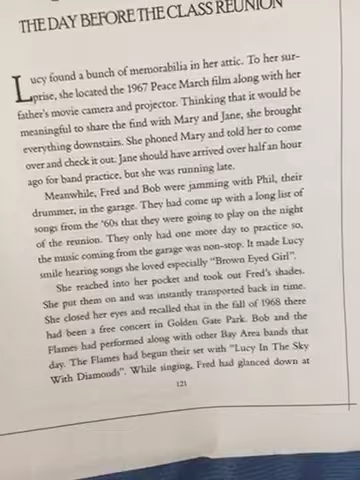 THE DAY BEFORE THE CLASS REUNION
Lucy found a bunch of memorabilia in her attic. To her sur-
prise, she located the 1967 Peace March film along with her
father's movie camera and projector. Thinking that it would be
meaningful to share the find with Mary and Jane, she brought
everything downstairs. She phoned Mary and told her to come
over and check it out. Jane should have arrived over half an hour
ago for band practice, but she was running late.
Meanwhile, Fred and Bob were jamming with Phil, their
drummer, in the garage. They had come up with a long list of
songs from the '60s that they were going to play on the night
of the reunion. They only had one more day to practice so,
the music coming from the garage was non-stop. It made Lucy
smile hearing songs she loved especially "Brown Eyed Girl".
She reached into her pocket and took out Fred's shades.
She put them on and was instantly transported back in time.
She closed her eyes and recalled that in the fall of 1968 there
had been a free concert in Golden Gate Park. Bob and the
Flames had performed along with other Bay Area bands that
day. The Flames had begun their set with "Lucy In The Sky
With Diamonds". While singing, Fred had glanced down at
121